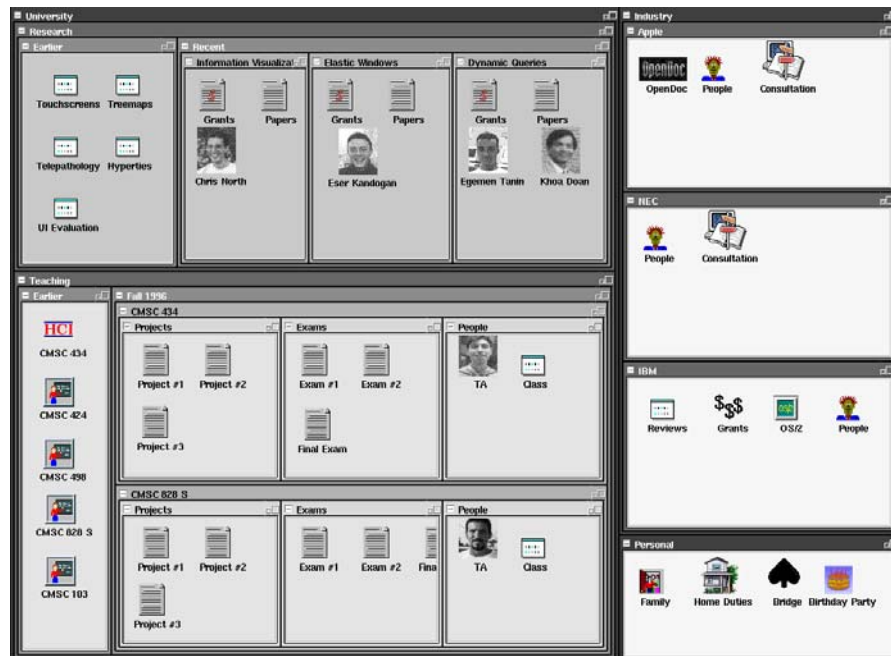 University
Research
Earlier
Touchscreens Treemaps
Telepathology Hyperties
UI Evaluation
Recent
Information Visualiza
Grants Papers
Chris North
Elastic Windows
Grants Papers
Eser Kandogan
Dynamic Queries
Grants Papers
Egemen Tanin Khoa Doan
Teaching
Earlier
HCI
CMSC 434
CMSC 424
CMSC 498
CMSC 828 S
CMSC 103
Fall 1996
CMSC 434
Projects
Project #1 Project #2
Project #3
Exams
Exam #1 Exam #2
Final Exam
People
TA Class
CMSC 828 S
Projects
Project #1 Project #2
Project #3
Exams
Exam #1 Exam #2 Fina
People
TA Class
Industry
Apple
OpenDoc
OpenDoc People Consultation
NEC
People Consultation
IBM
$$$
OS/2
Reviews Grants OS/2 People
Personal
Family Home Duties Bridge Birthday Party